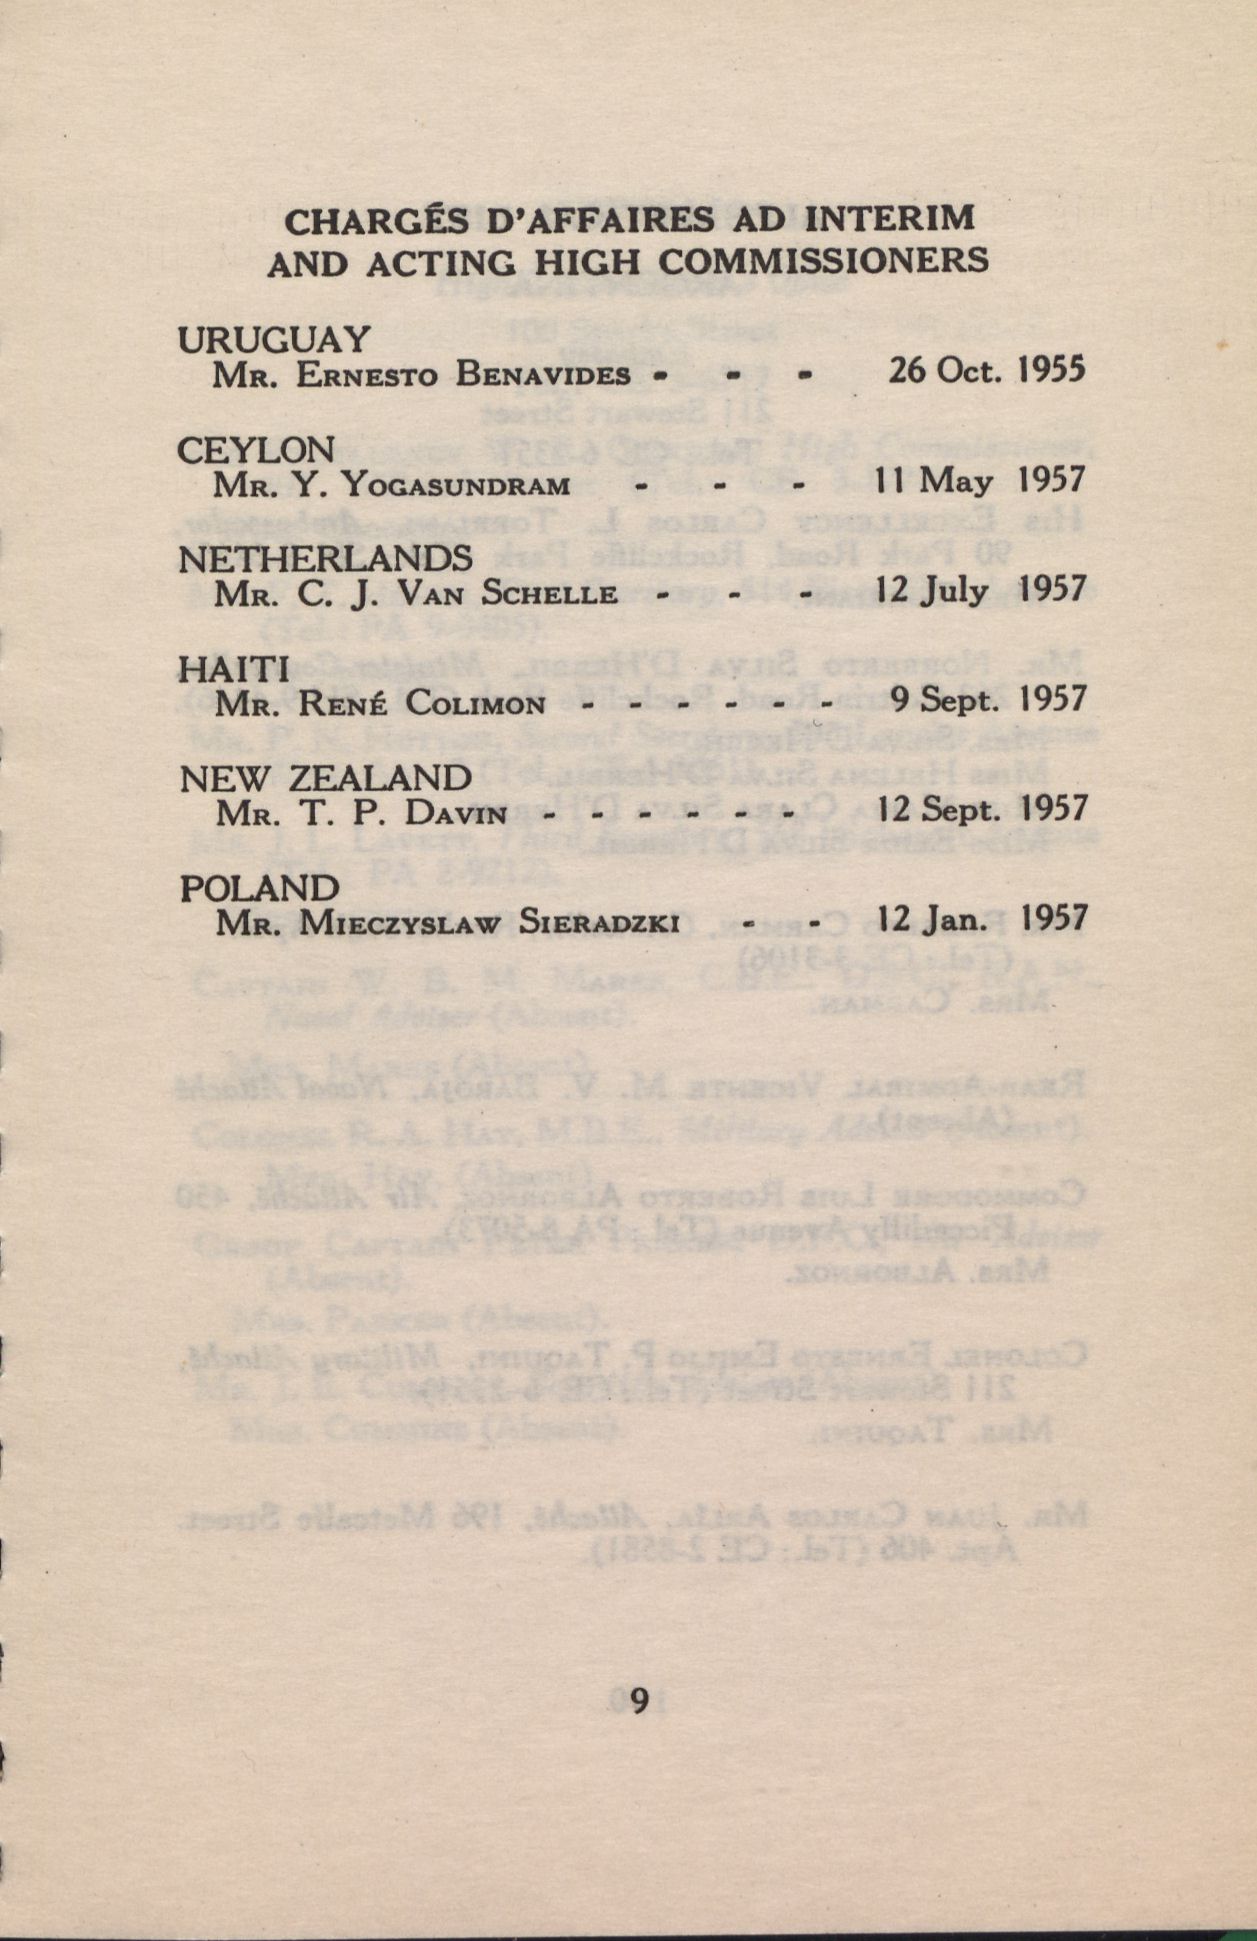 CHARGÉS D'AFFAIRES AD INTERIM
AND ACTING HIGH COMMISSIONERS
URUGUAY
MR. ERNESTO BENAVIDES - - - 26 Oct. 1955
CEYLON
MR. Y. YOGASUNDRAM - - - 11 May 1957
NETHERLANDS
MR. C. J. VAN SCHELLE - - - 12 July 1957
HAITI
MR. RENÉ COLIMON - - - - - - 9 Sept. 1957
NEW ZEALAND
MR. T. P. DAVIN - - - - - - 12 Sept. 1957
POLAND
MR. MIECZYSLAW SIERADZKI - - 12 Jan. 1957
9